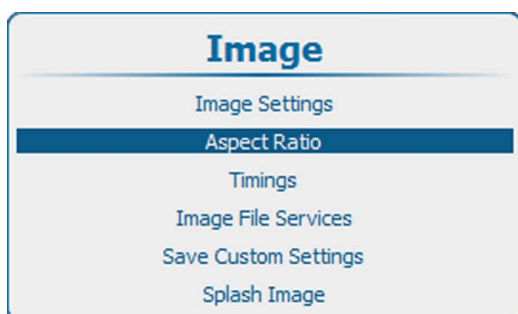 Image
Image Settings
Aspect Ratio
Timings
Image File Services
Save Custom Settings
Splash Image